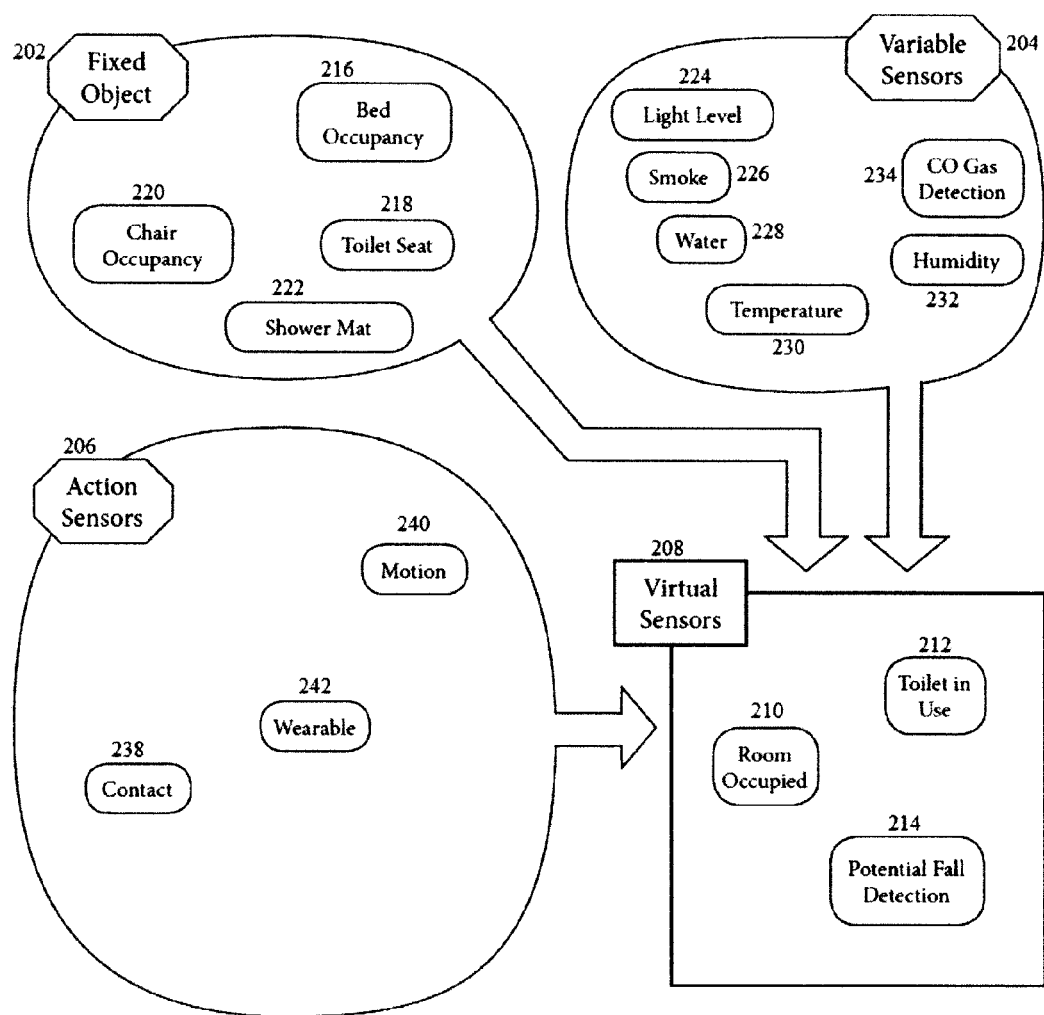 202
Fixed
Object
216
Bed
Occupancy
220
Chair
Occupancy
218
Toilet Seat
222
Shower Mat
Variable
Sensors
204
224
Light Level
Smoke
226
234
CO Gas
Detection
Water
228
Humidity
232
Temperature
230
206
Action
Sensors
240
Motion
242
Wearable
238
Contact
208
Virtual
Sensors
212
Toilet in
Use
210
Room
Occupied
214
Potential Fall
Detection